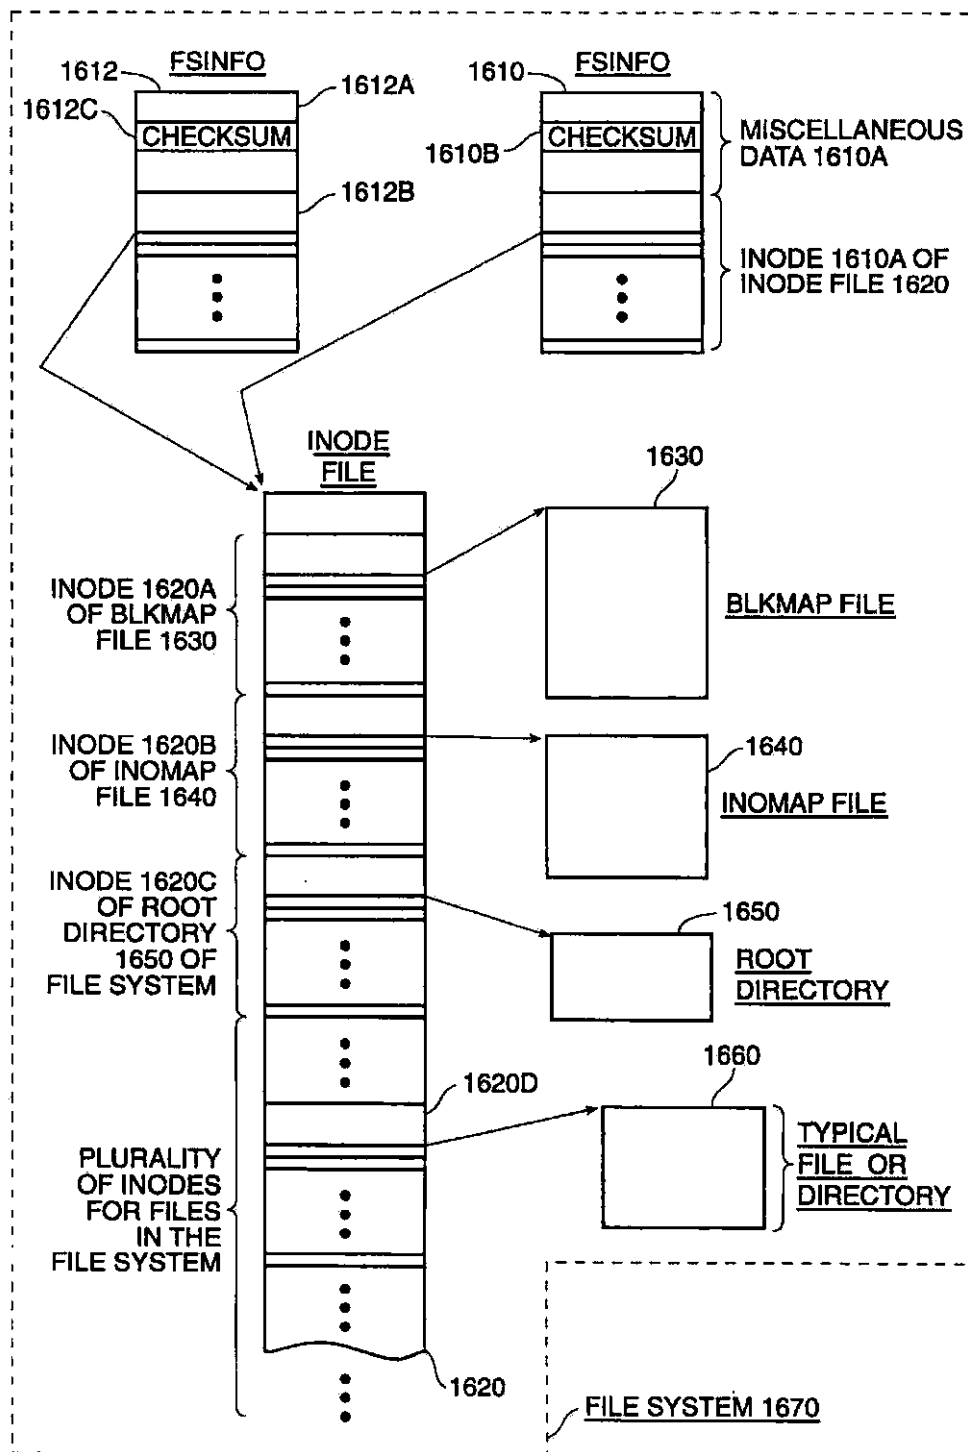 FSINFO
1612
1612A
1612C
CHECKSUM
1612B
FSINFO
1610
CHECKSUM
1610B
MISCELLANEOUS
DATA 1610A
INODE 1610A OF
INODE FILE 1620
INODE
FILE
INODE 1620A
OF BLKMAP
FILE 1630
1630
BLKMAP FILE
INODE 1620B
OF INOMAP
FILE 1640
1640
INOMAP FILE
INODE 1620C
OF ROOT
DIRECTORY
1650 OF
FILE SYSTEM
1650
ROOT
DIRECTORY
1620D
1660
TYPICAL
FILE OR
DIRECTORY
PLURALITY
OF INODES
FOR FILES
IN THE
FILE SYSTEM
1620
FILE SYSTEM 1670